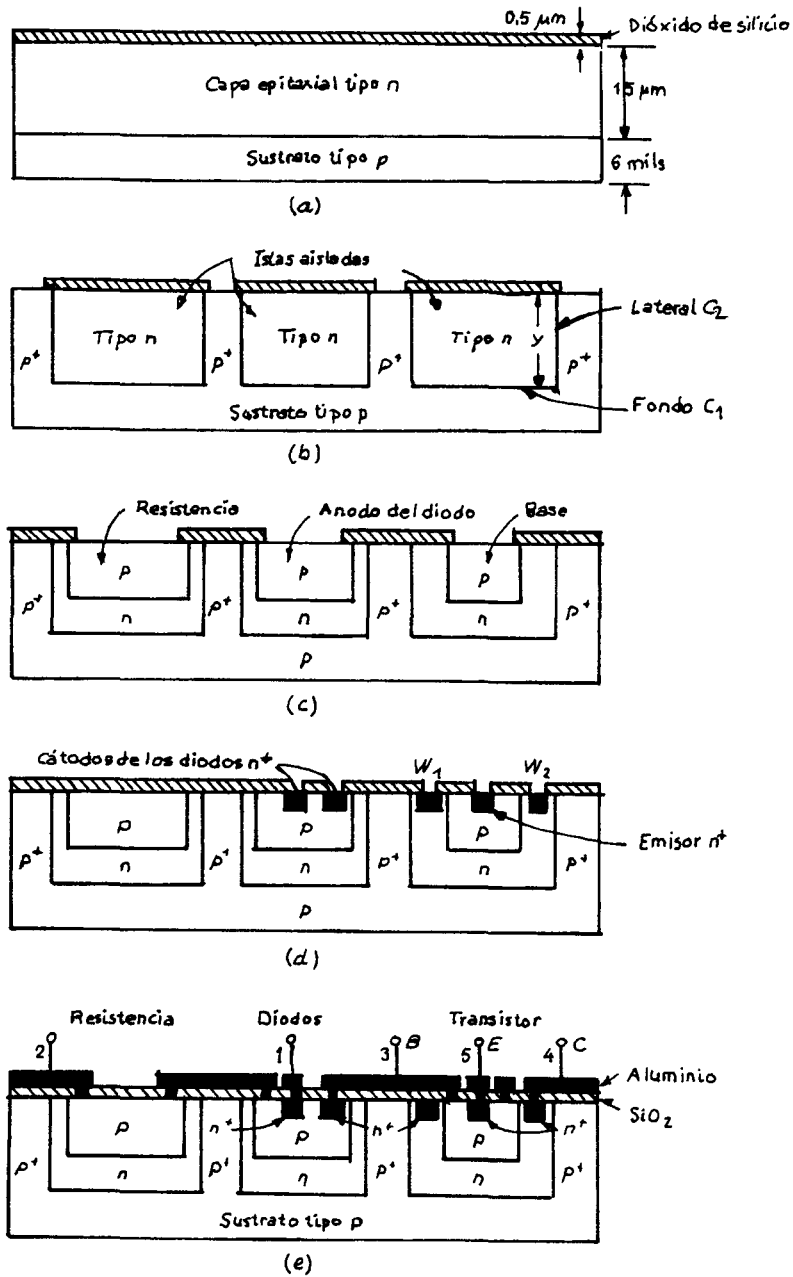 0.5 μm
Dióxido de silicio
Capa epitaxial tipo n
15 μm
Sustrato tipo p
6 mils
(a)
Islas aisladas
Tipo n
Tipo n
Tipo n
y
Lateral C2
p+
p+
p+
p+
Fondo C1
Sustrato tipo p
(b)
Resistencia
Anodo del diodo
Base
p
p
p
p+
p+
p+
p+
n
n
n
p
(c)
Cátodos de los diodos n+
W1
W2
p
p
p
Emisor n+
p+
p+
p+
p+
n
n
n
p
(d)
Resistencia
Diodos
Transistor
2
1
3
B
5
E
4
C
Aluminio
SiO2
p
n+
p
n+
p
n+
p+
p+
p+
p+
n
n
n
Sustrato tipo p
(e)